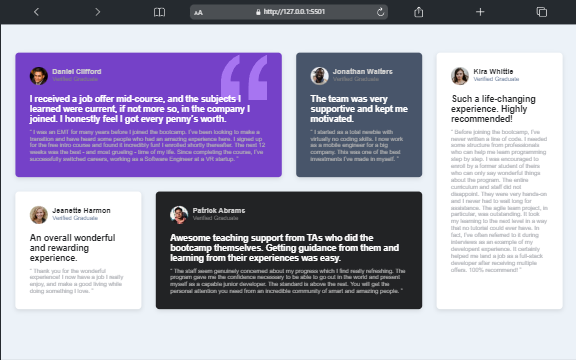 AA
http://127.0.0.1:5501
Daniel Clifford
Verified Graduate
I received a job offer mid-course, and the subjects I
learned were current, if not more so, in the company I
joined. I honestly feel I got every penny's worth.
" I was an EMT for many years before I joined the bootcamp. I've been looking to make a
transition and have heard some people who had an amazing experience here. I signed up
for the free intro course and found it incredibly fun! I enrolled shortly thereafter. The next 12
weeks was the best - and most grueling - time of my life. Since completing the course, I've
successfully switched careers, working as a Software Engineer at a VR startup. "
Jonathan Walters
Verified Graduate
The team was very
supportive and kept me
motivated.
" I started as a total newbie with
virtually no coding skills. I now work
as a mobile engineer for a big
company. This was one of the best
investments I've made in myself. "
Kira Whittle
Verified Graduate
Such a life-changing
experience. Highly
recommended!
" Before joining the bootcamp, I've
never written a line of code. I needed
some structure from professionals
who can help me learn programming
step by step. I was encouraged to
enroll by a former student of theirs
who can only say wonderful things
about the program. The entire
curriculum and staff did not
disappoint. They were very hands-on
and I never had to wait long for
assistance. The agile team project, in
particular, was outstanding. It took
my learning to the next level in a way
that no tutorial could ever have. In
fact, I've often referred to it during
interviews as an example of my
developent experience. It certainly
helped me land a job as a full-stack
developer after receiving multiple
offers. 100% recommend! "
Jeanette Harmon
Verified Graduate
An overall wonderful
and rewarding
experience.
" Thank you for the wonderful
experience! I now have a job I really
enjoy, and make a good living while
doing something I love. "
Patrick Abrams
Verified Graduate
Awesome teaching support from TAs who did the
bootcamp themselves. Getting guidance from them and
learning from their experiences was easy.
" The staff seem genuinely concerned about my progress which I find really refreshing. The
program gave me the confidence necessary to be able to go out in the world and present
myself as a capable junior developer. The standard is above the rest. You will get the
personal attention you need from an incredible community of smart and amazing people. "